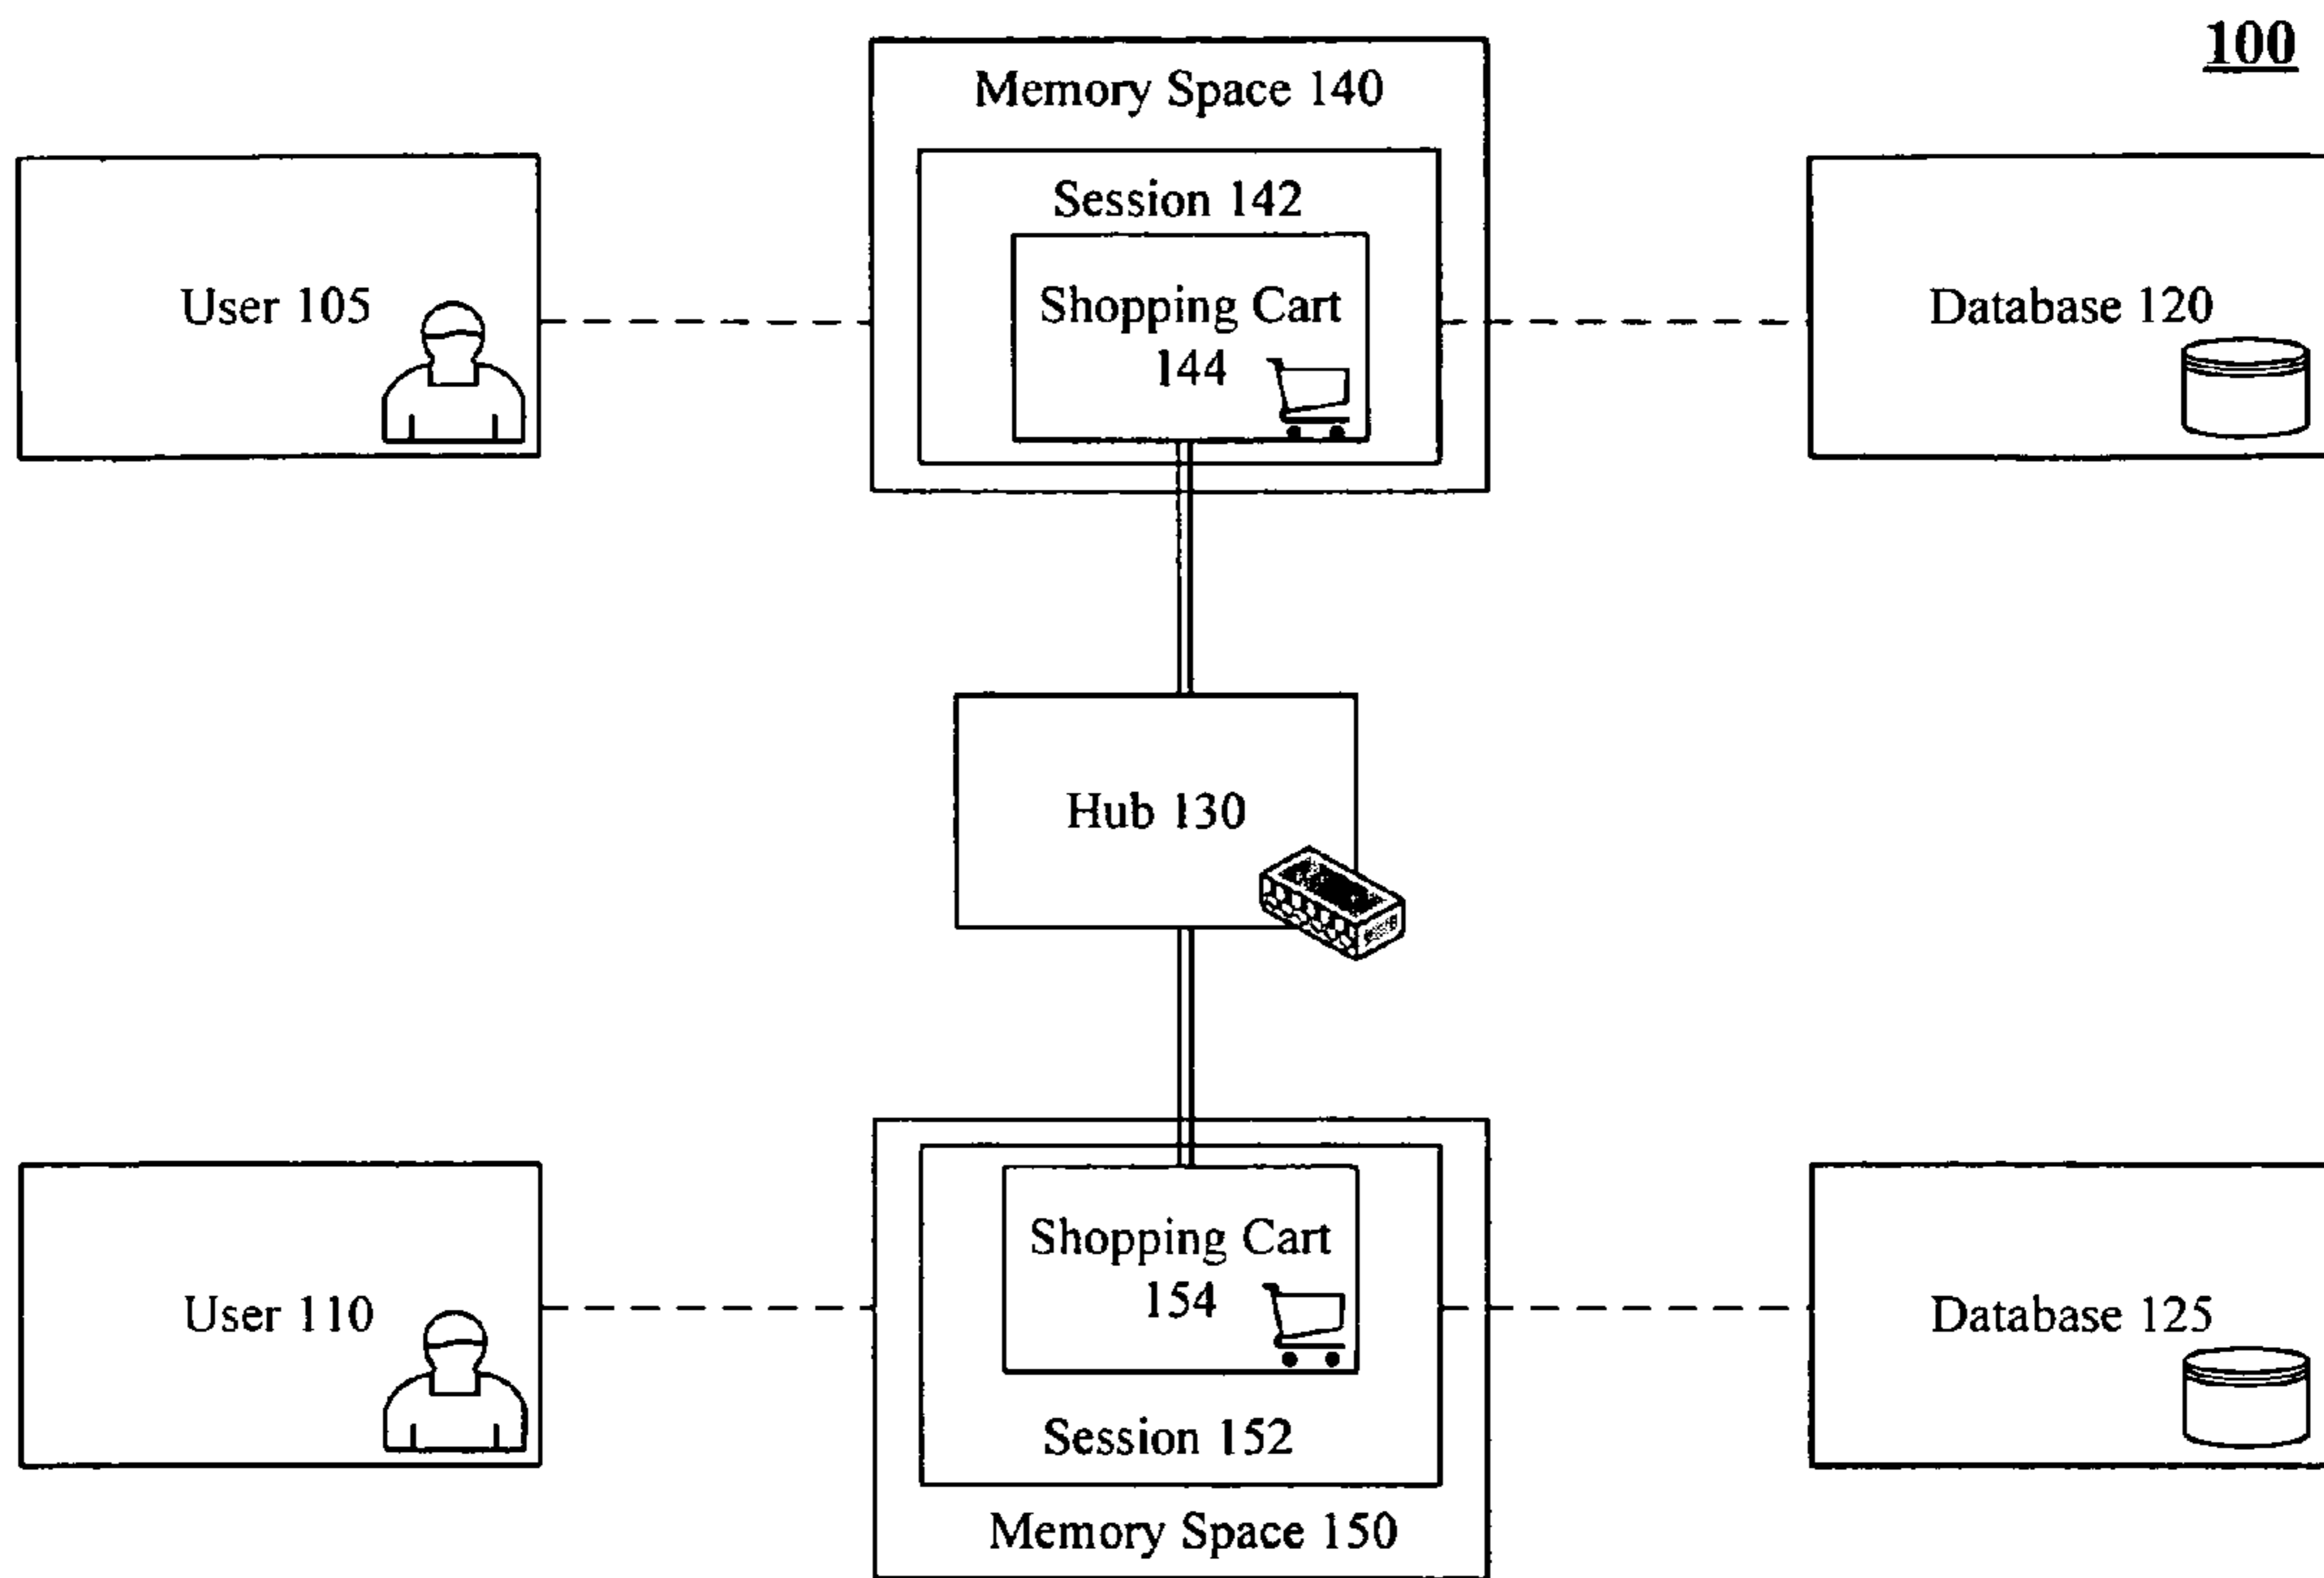 100
Memory Space 140
Session 142
User 105
Shopping Cart
144
Database 120
Hub 130
Shopping Cart
154
User 110
Database 125
Session 152
Memory Space 150